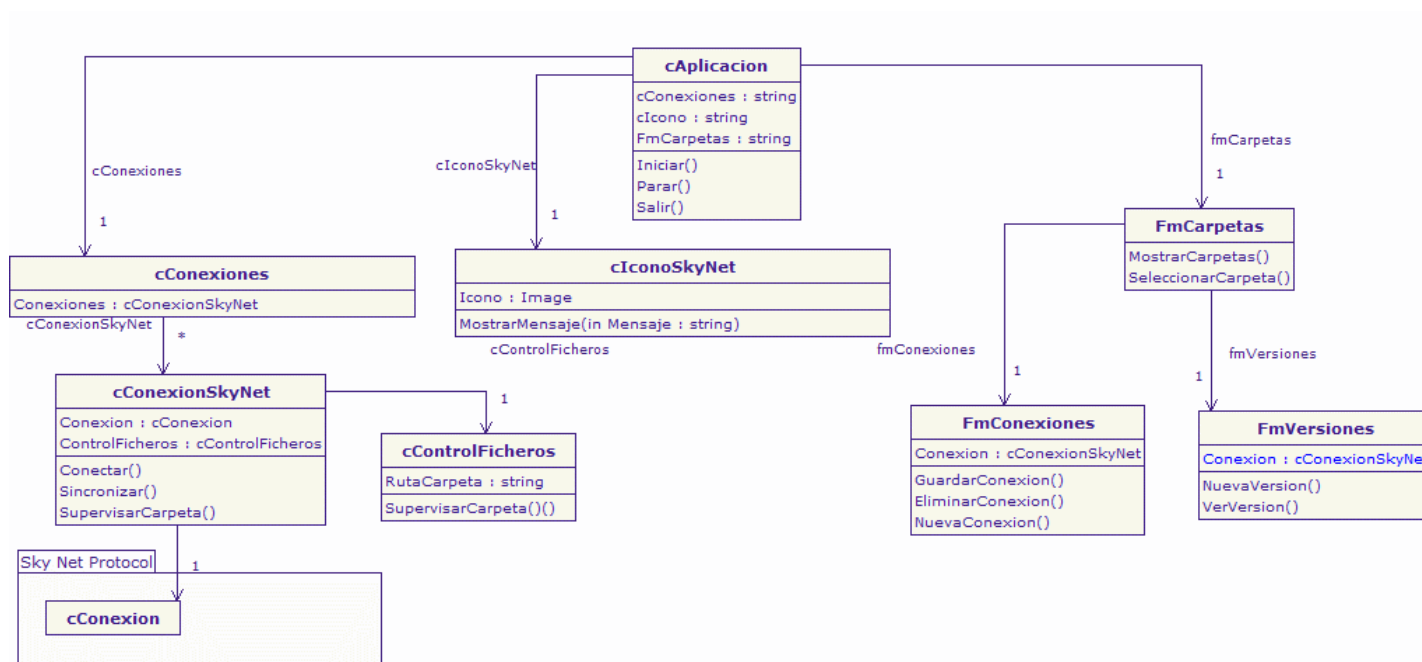 cAplicacion
cConexiones : string
cIcono : string
FmCarpetas : string
Iniciar()
Parar()
Salir()
cConexiones
1
cIconoSkyNet
1
fmCarpetas
1
cConexiones
Conexiones : cConexionSkyNet
cIconoSkyNet
Icono : Image
MostrarMensaje(in Mensaje : string)
FmCarpetas
MostrarCarpetas()
SeleccionarCarpeta()
cConexionSkyNet
*
cControlFicheros
1
fmConexiones
1
fmVersiones
1
cConexionSkyNet
Conexion : cConexion
ControlFicheros : cControlFicheros
Conectar()
Sincronizar()
SupervisarCarpeta()
cControlFicheros
RutaCarpeta : string
SupervisarCarpeta()()
FmConexiones
Conexion : cConexionSkyNet
GuardarConexion()
EliminarConexion()
NuevaConexion()
FmVersiones
Conexion : cConexionSkyNe
NuevaVersion()
VerVersion()
1
Sky Net Protocol
cConexion